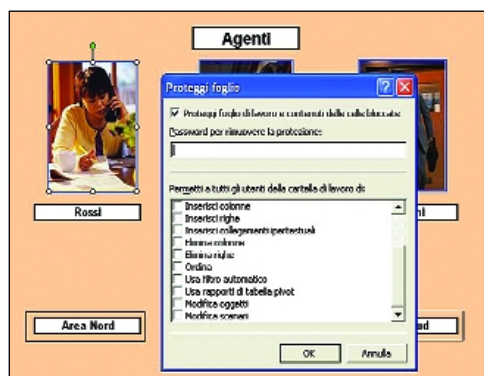 Agenti
Proteggi foglio
Proteggi foglio di lavoro e contenuti delle celle bloccate
Password per rimuovere la protezione:
Permetti a tutti gli utenti della cartella di lavoro di:
Inserisci colonne
Inserisci righe
Inserisci collegamenti ipertestuali
Elimina colonne
Elimina righe
Ordina
Usa filtro automatico
Usa rapporti di tabella pivot
Modifica oggetti
Modifica scenari
OK Annulla
Rossi
Area Nord